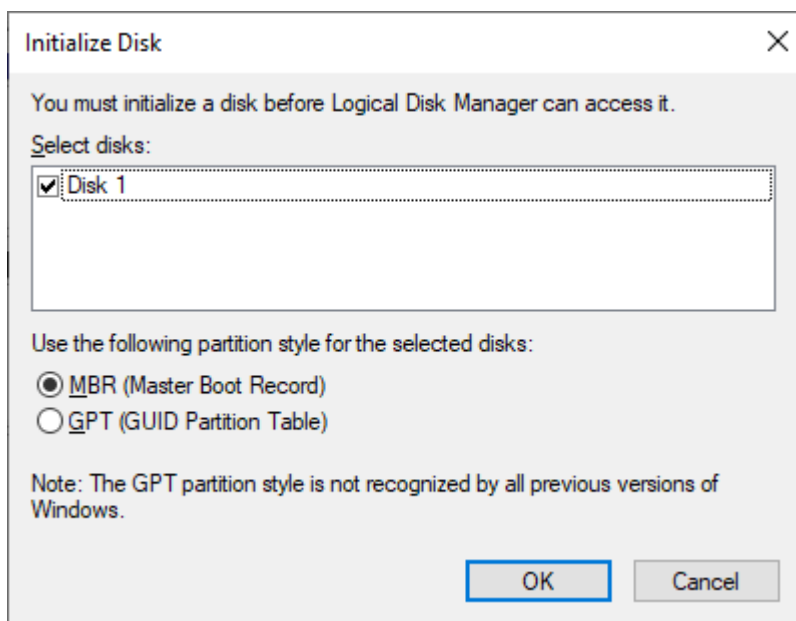 Initialize Disk
You must initialize a disk before Logical Disk Manager can access it.
Select disks:
Disk 1
Use the following partition style for the selected disks:
MBR (Master Boot Record)
GPT (GUID Partition Table)
Note: The GPT partition style is not recognized by all previous versions of
Windows.
OK
Cancel